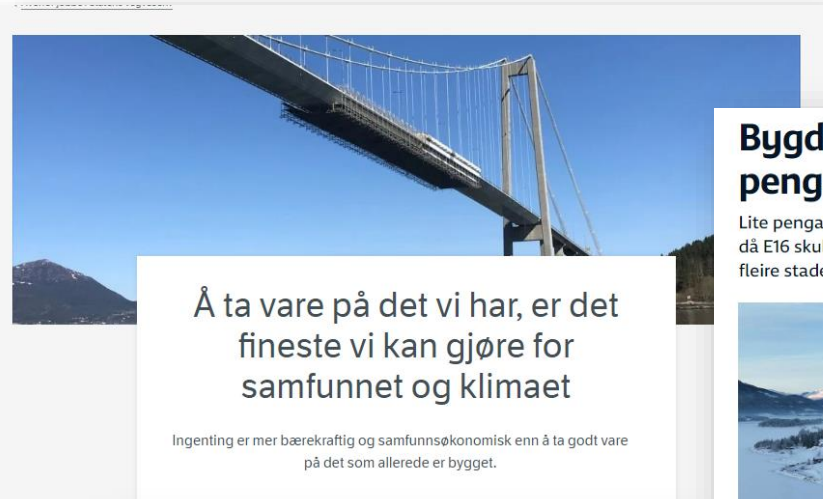 Å ta vare på det vi har, er det
fineste vi kan gjøre for
samfunnet og klimaet
Ingenting er mer bærekraftig og samfunnsøkonomisk enn å ta godt vare
på det som allerede er bygget.
Bygd
peng
Lite penga
då E16 sku
fleire stade